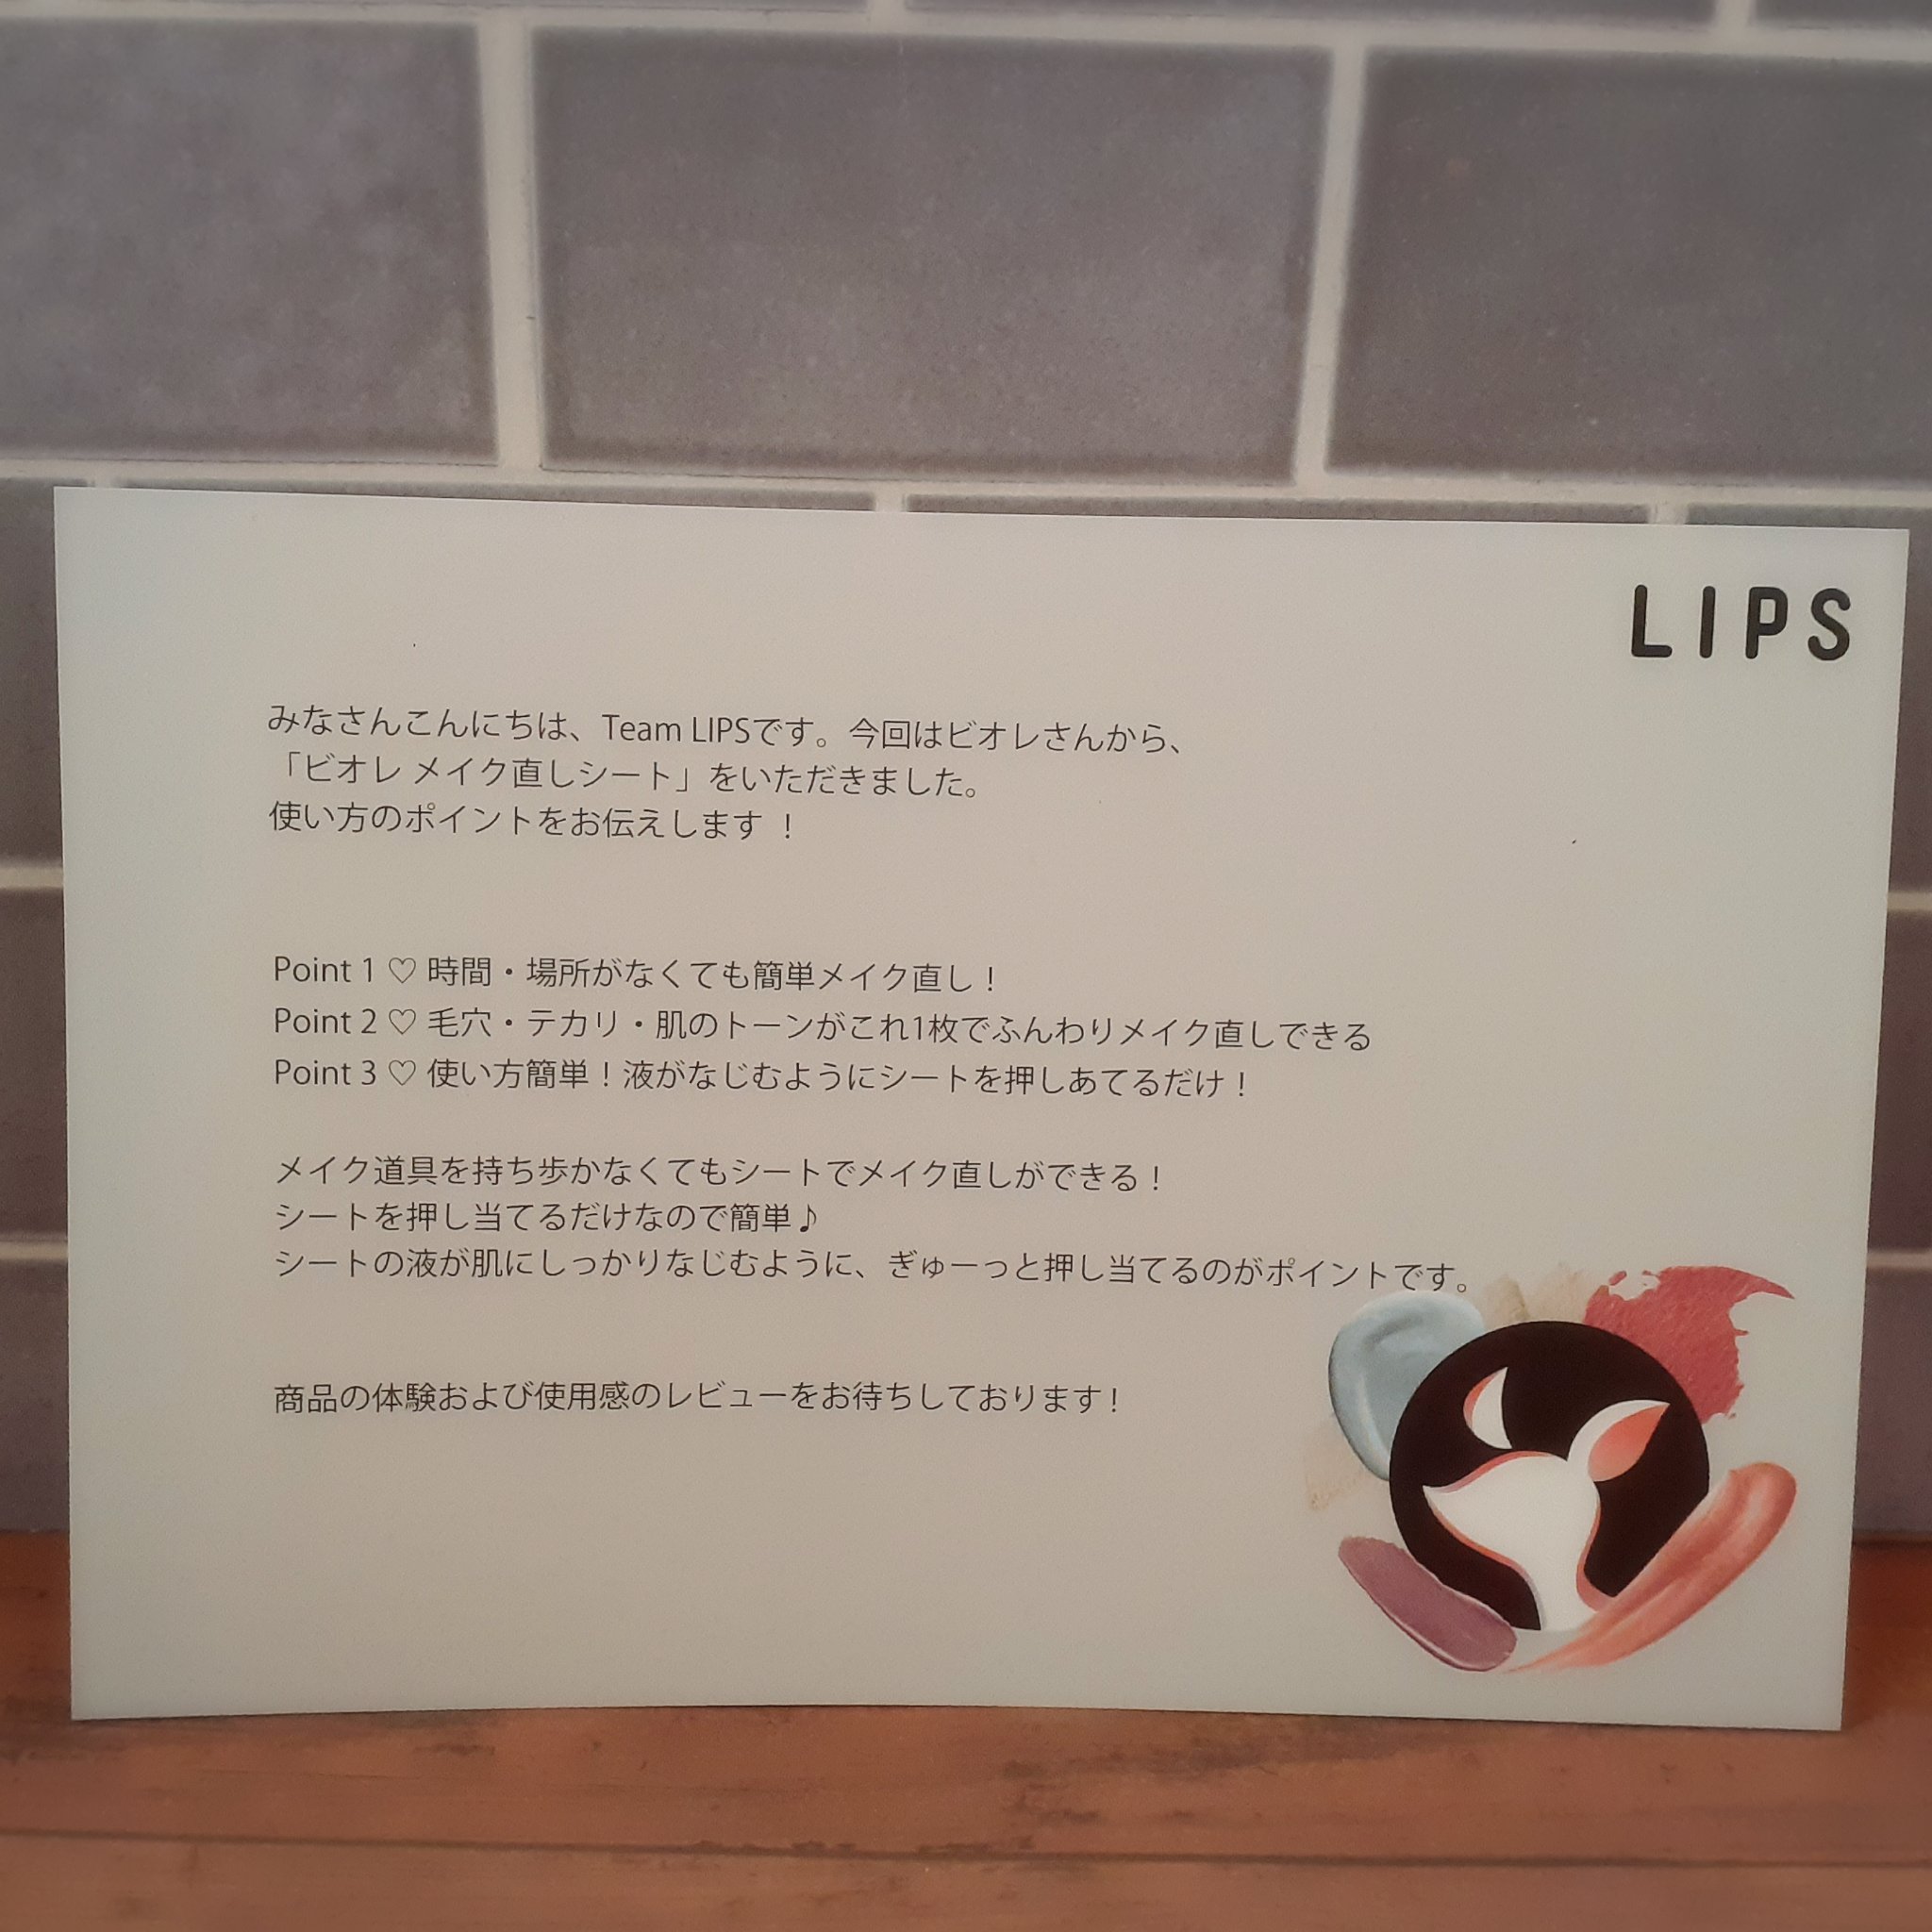 LIPS
みなさんこんにちは、Team LIPSです。今回はビオレさんから、
「ビオレ メイク直しシート」をいただきました。
使い方のポイントをお伝えします ！
Point 1 ♡ 時間・場所がなくても簡単メイク直し！
Point 2 ♡ 毛穴・テカリ・肌のトーンがこれ1枚でふんわりメイク直しできる
Point 3 ♡ 使い方簡単！液がなじむようにシートを押しあてるだけ！
メイク道具を持ち歩かなくてもシートでメイク直しができる！
シートを押し当てるだけなので簡単♪
シートの液が肌にしっかりなじむように、ぎゅーっと押し当てるのがポイントです。
商品の体験および使用感のレビューをお待ちしております!